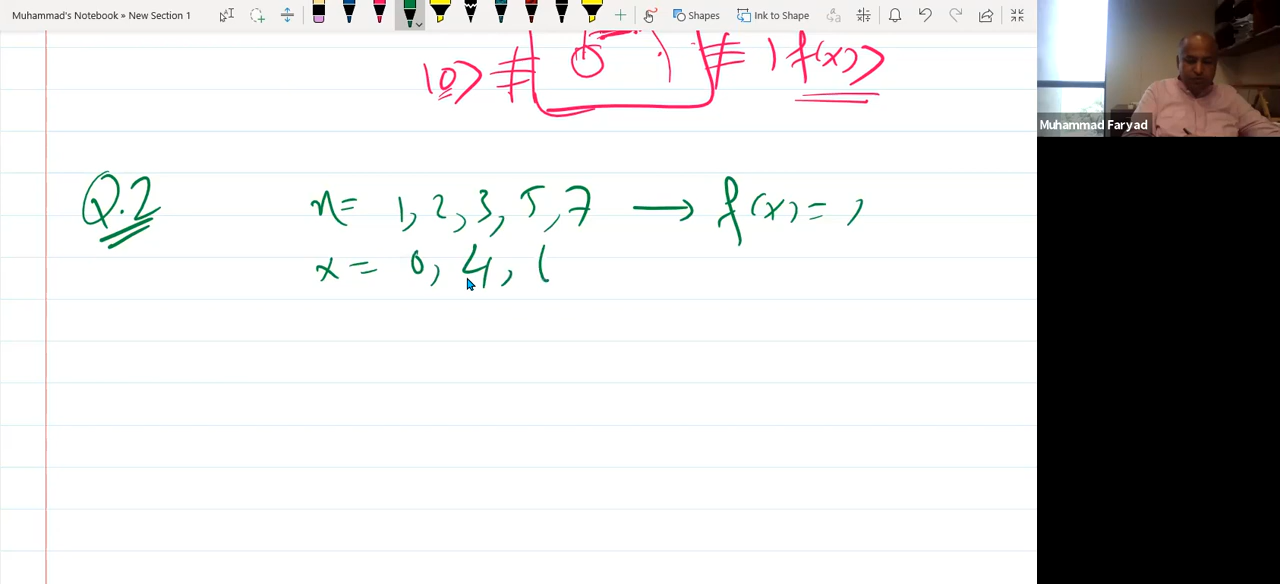 Muhammad's Notebook » New Section 1
Shapes
Ink to Shape
Muhammad Faryad
|0> |f(x)>
Q.2
x = 1, 2, 3, 5, 7 → f(x) = 1
x = 0, 4, (